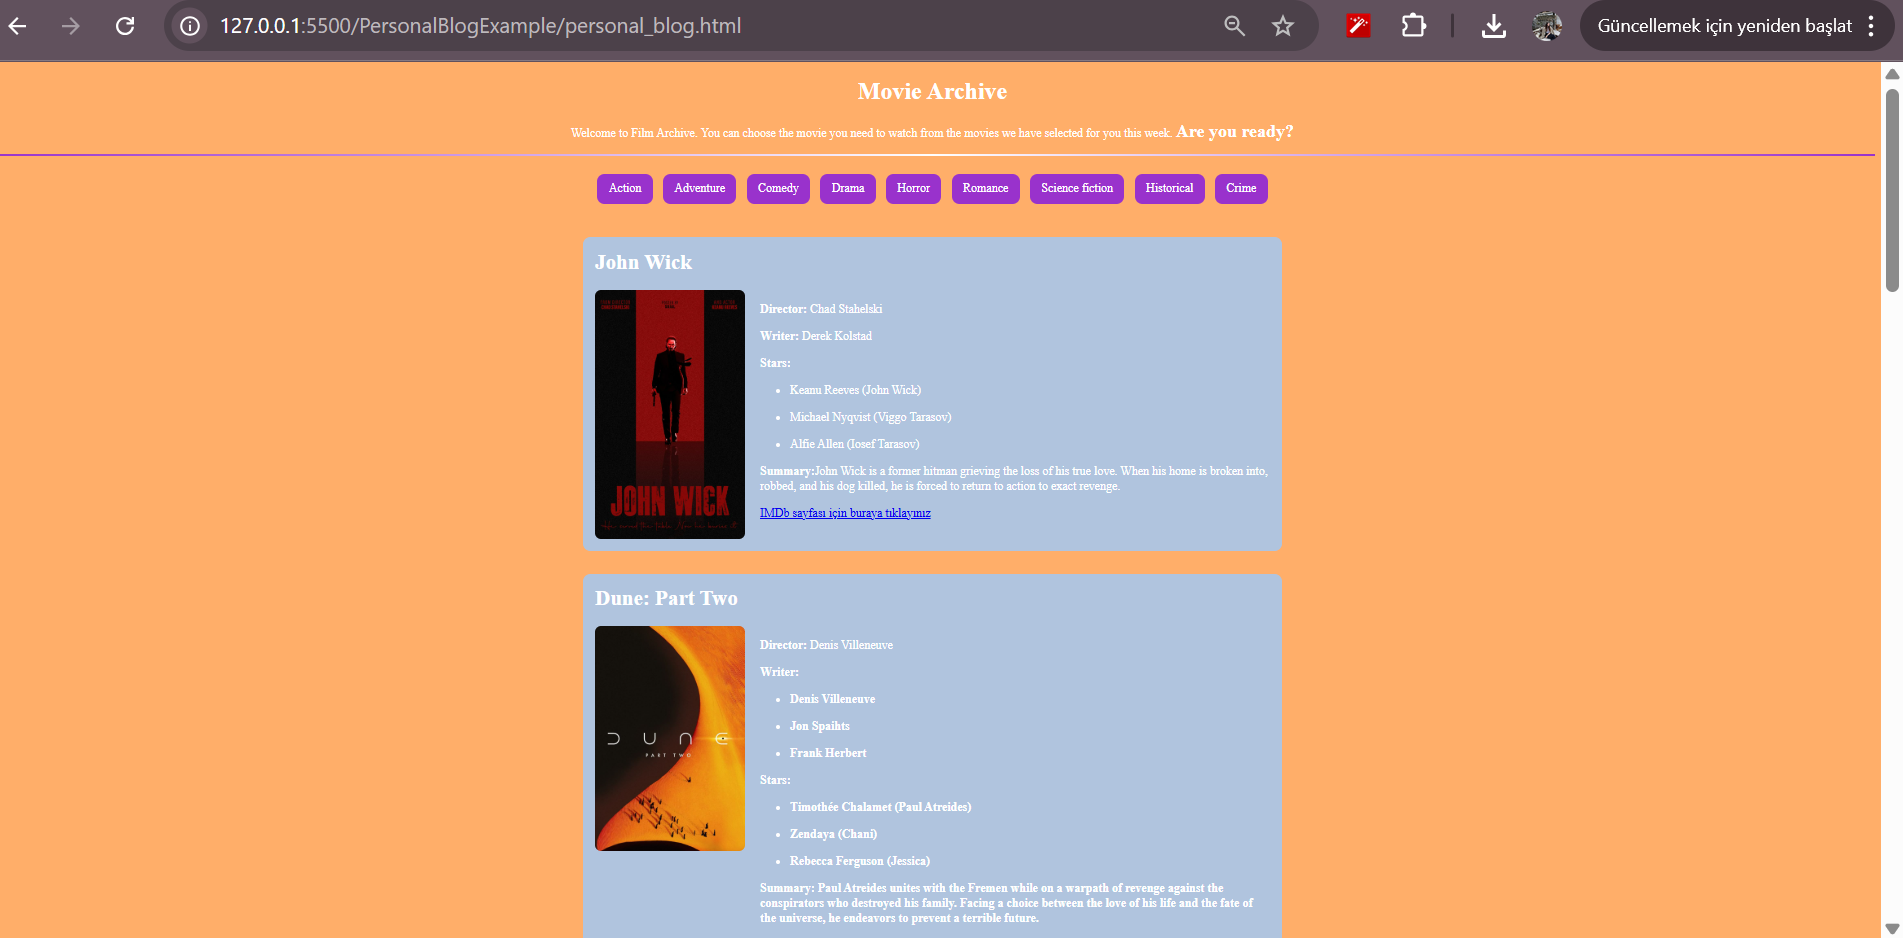 127.0.0.1:5500/PersonalBlogExample/personal_blog.html
Güncellemek için yeniden başlat
Movie Archive
Welcome to Film Archive. You can choose the movie you need to watch from the movies we have selected for you this week. Are you ready?
Action Adventure Comedy Drama Horror Romance Science fiction Historical Crime
John Wick
Director: Chad Stahelski
Writer: Derek Kolstad
Stars:
Keanu Reeves (John Wick)
Michael Nyqvist (Viggo Tarasov)
Alfie Allen (Iosef Tarasov)
Summary:John Wick is a former hitman grieving the loss of his true love. When his home is broken into,
robbed, and his dog killed, he is forced to return to action to exact revenge.
IMDb sayfası için buraya tıklayınız
JOHN WICK
Dune: Part Two
Director: Denis Villeneuve
Writer:
Denis Villeneuve
Jon Spaihts
Frank Herbert
Stars:
Timothée Chalamet (Paul Atreides)
Zendaya (Chani)
Rebecca Ferguson (Jessica)
Summary: Paul Atreides unites with the Fremen while on a warpath of revenge against the
conspirators who destroyed his family. Facing a choice between the love of his life and the fate of
the universe, he endeavors to prevent a terrible future.
DUNE
PART TWO